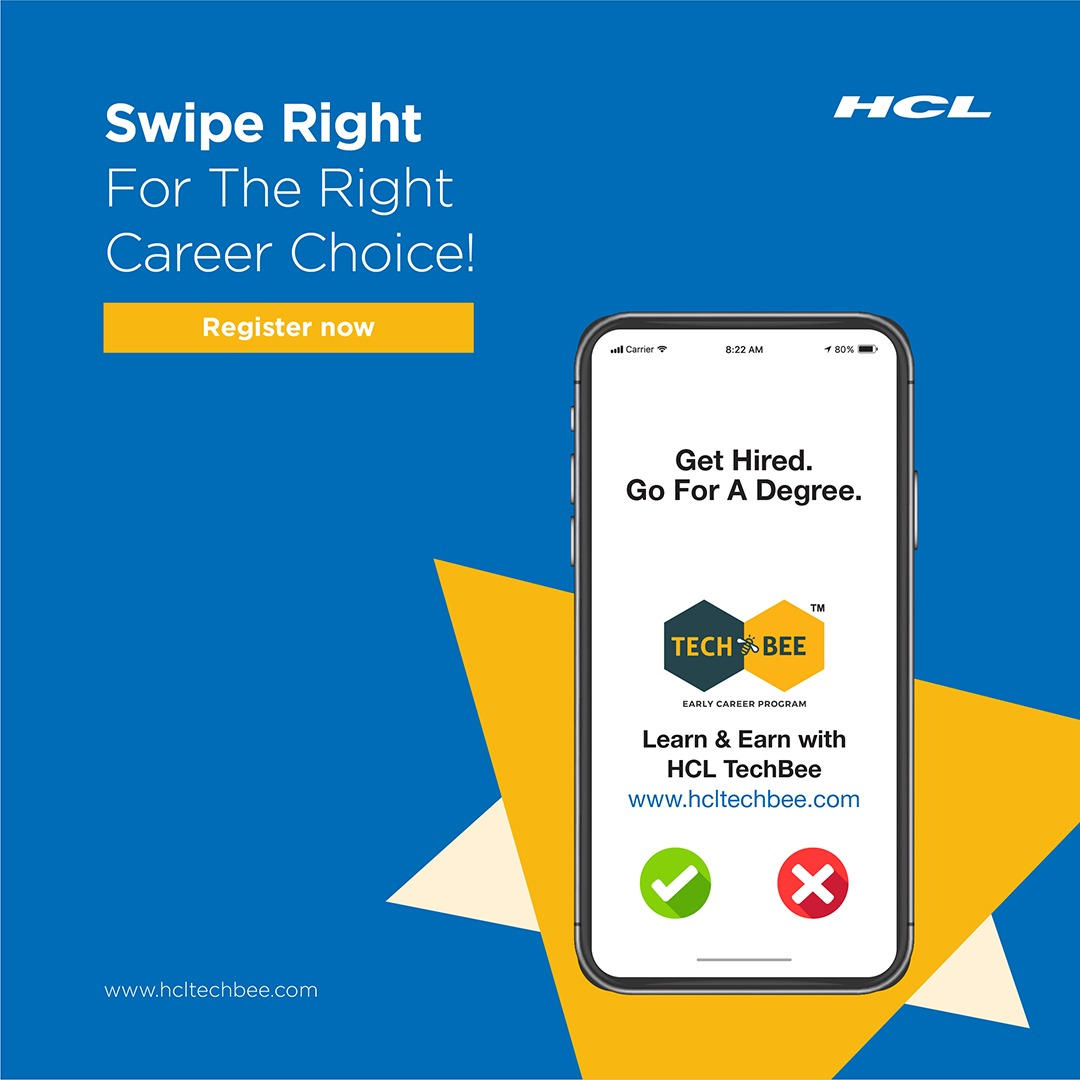 HCL
Swipe Right
For The Right
Career Choice!
Register now
Carrier 8:22 AM 80%
Get Hired.
Go For A Degree.
TECH BEE TM
EARLY CAREER PROGRAM
Learn & Earn with
HCL TechBee
www.hcltechbee.com
www.hcltechbee.com